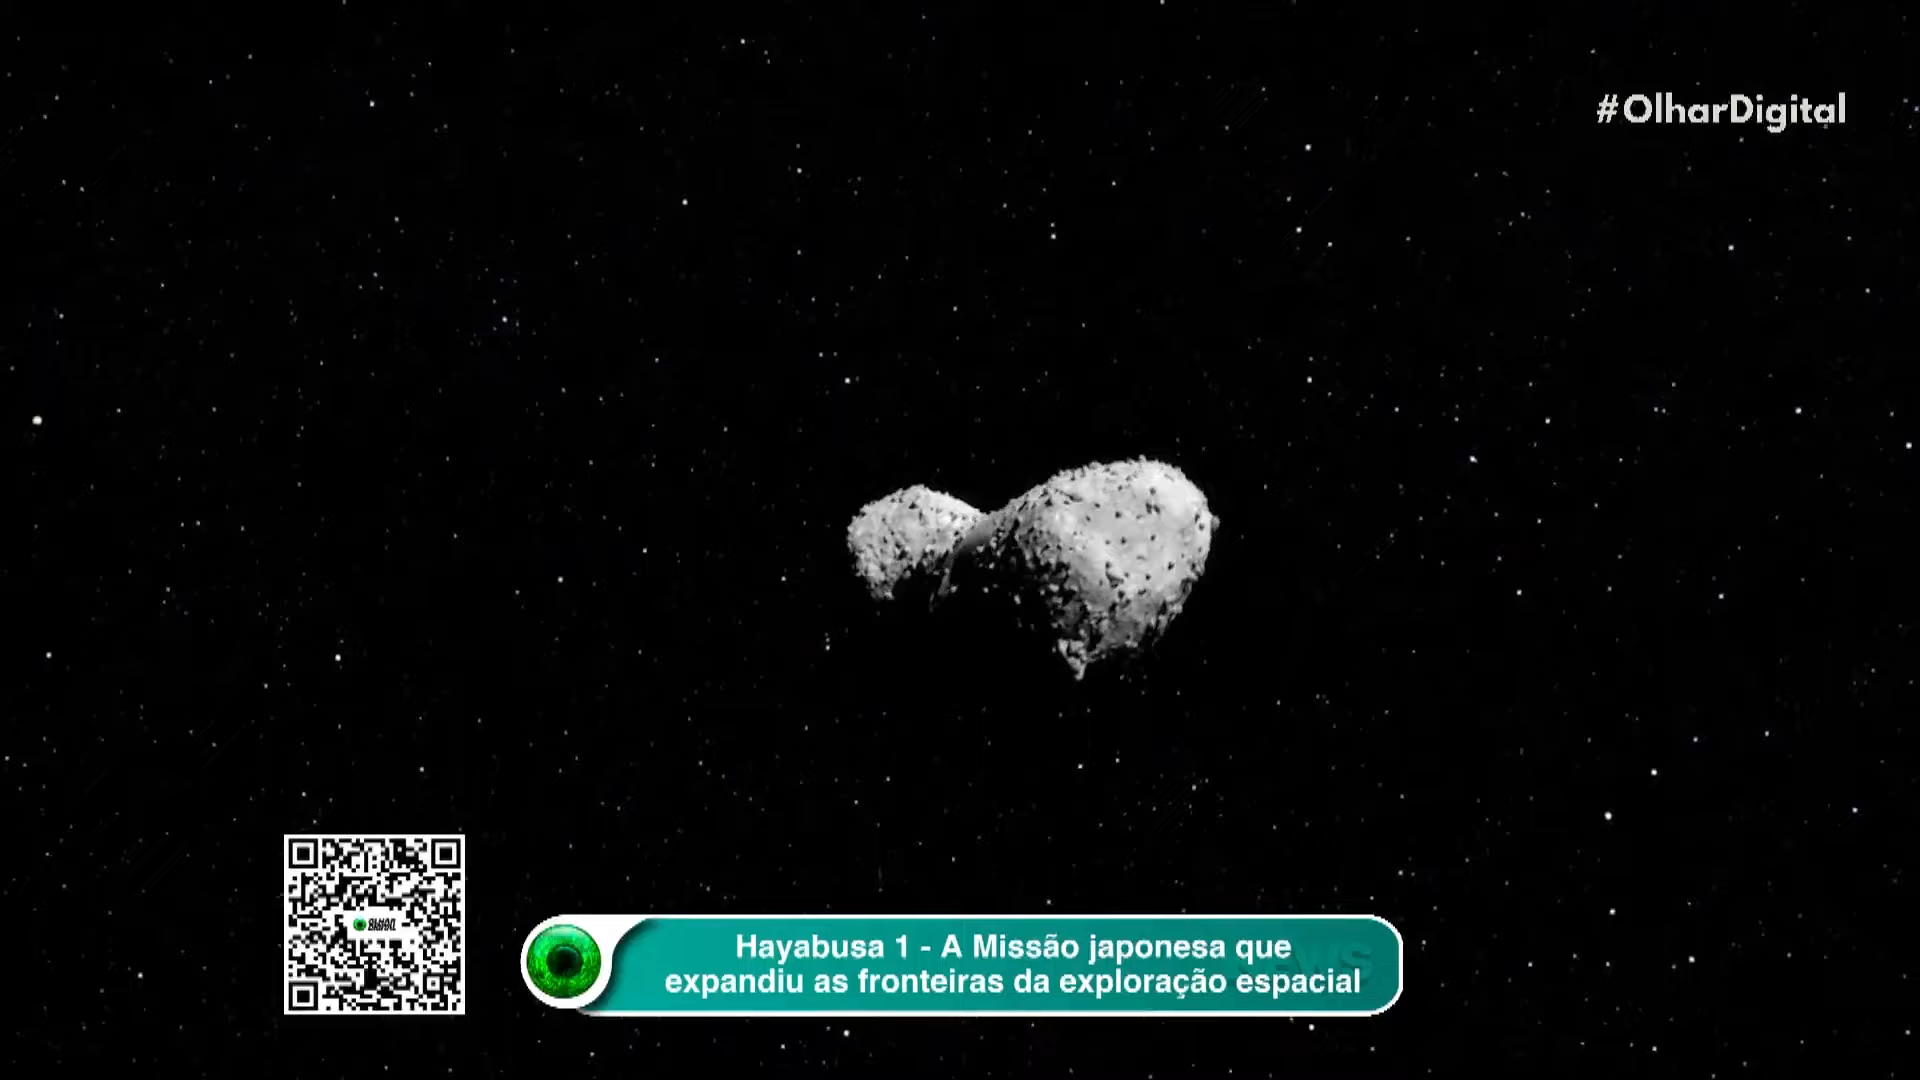 #OlharDigital
Hayabusa 1 - A Missão japonesa que
expandiu as fronteiras da exploração espacial